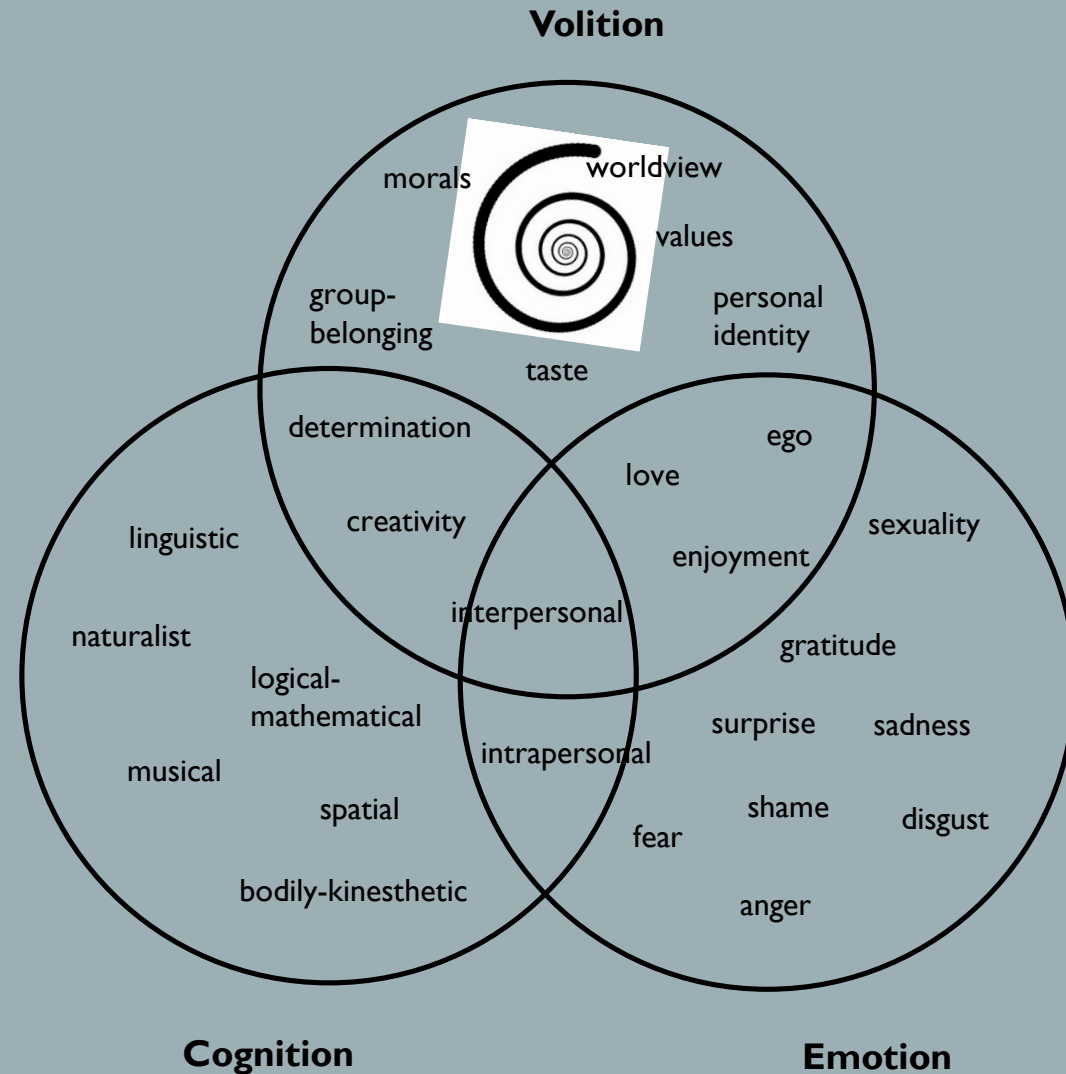 Volition
morals
worldview
values
group-
belonging
personal
identity
taste
determination
ego
love
creativity
sexuality
linguistic
enjoyment
interpersonal
naturalist
gratitude
logical-
mathematical
surprise
sadness
intrapersonal
musical
spatial
shame
disgust
fear
bodily-kinesthetic
anger
Cognition
Emotion